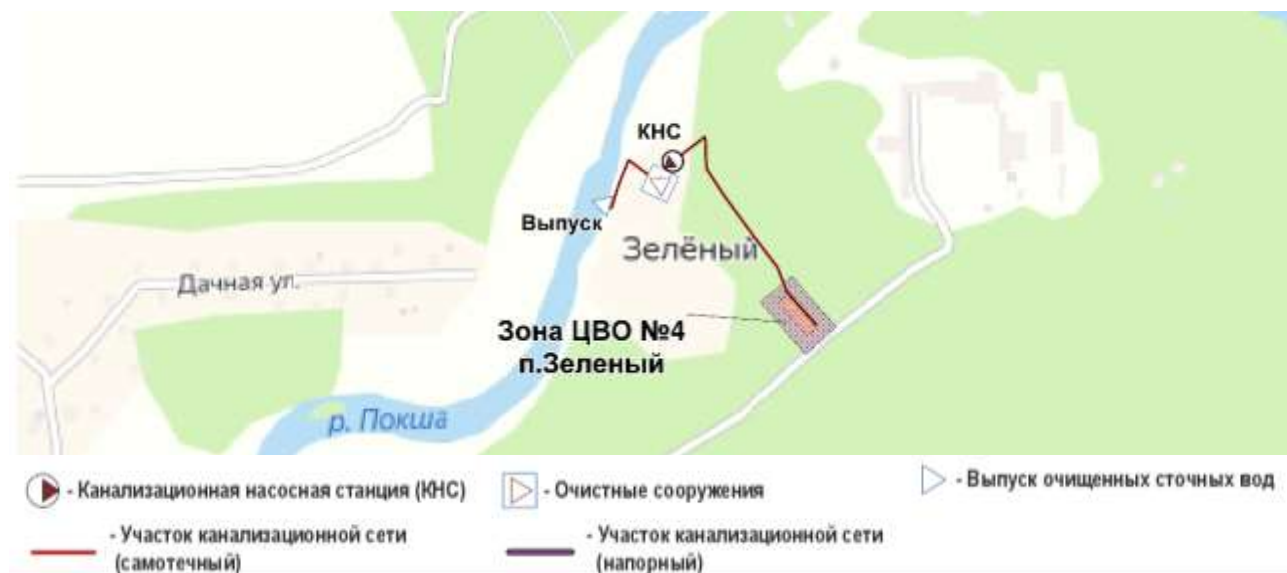 КНС
Выпуск
Зелёный
Дачная ул.
Зона ЦВО №4
п.Зеленый
р. Покша
- Канализационная насосная станция (КНС)
- Очистные сооружения
- Выпуск очищенных сточных вод
- Участок канализационной сети
(самотечный)
- Участок канализационной сети
(напорный)